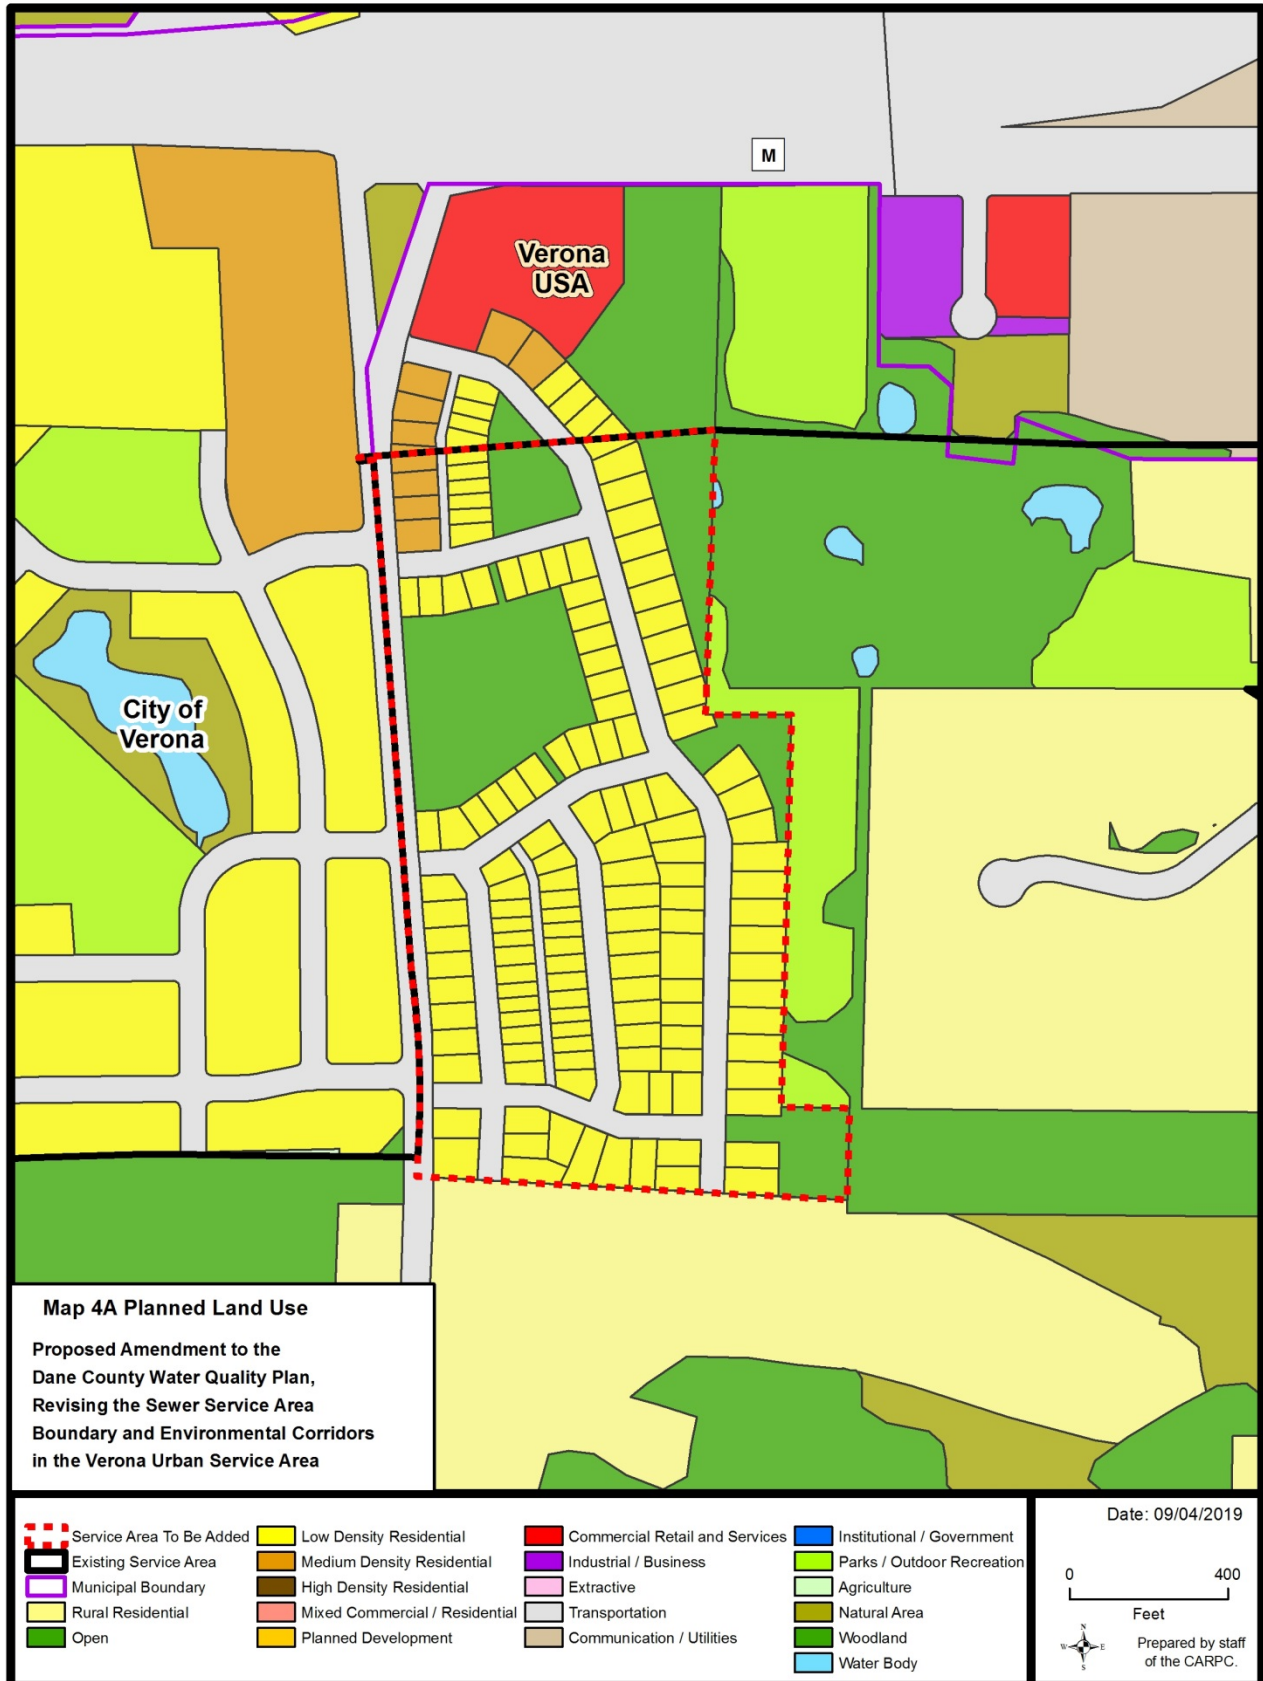 M
Verona
USA
City of
Verona
Map 4A Planned Land Use
Proposed Amendment to the
Dane County Water Quality Plan,
Revising the Sewer Service Area
Boundary and Environmental Corridors
in the Verona Urban Service Area
Service Area To Be Added
Existing Service Area
Municipal Boundary
Rural Residential
Open
Low Density Residential
Medium Density Residential
High Density Residential
Mixed Commercial / Residential
Planned Development
Commercial Retail and Services
Industrial / Business
Extractive
Transportation
Communication / Utilities
Institutional / Government
Parks / Outdoor Recreation
Agriculture
Natural Area
Woodland
Water Body
Date: 09/04/2019
0 400
Feet
N
W E
S
Prepared by staff
of the CARPC.